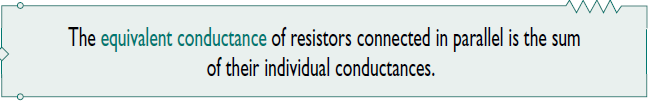 The equivalent conductance of resistors connected in parallel is the sum
of their individual conductances.